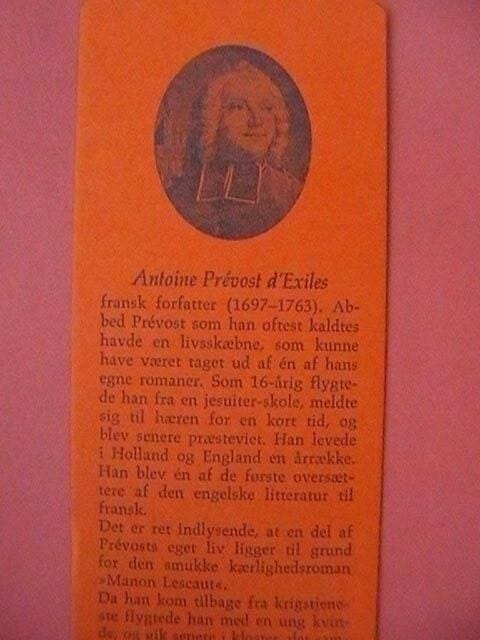 Antoine Prévost d'Exiles
fransk forfatter (1697–1763). Ab-
bed Prévost som han oftest kaldtes
havde en livsskæbne, som kunne
have været taget ud af én af hans
egne romaner. Som 16-årig flygte-
de han fra en jesuiter-skole, meldte
sig til hæren for en kort tid, og
blev senere præsteviet. Han levede
i Holland og England en årrække.
Han blev én af de første oversæt-
tere af den engelske litteratur til
fransk.
Det er ret indlysende, at en del af
Prévosts eget liv ligger til grund
for den smukke kærlighedsroman
»Manon Lescaut«.
Da han kom tilbage fra krigstjene-
ste flygtede han med en ung kvin-
de, og gik senere i kloster